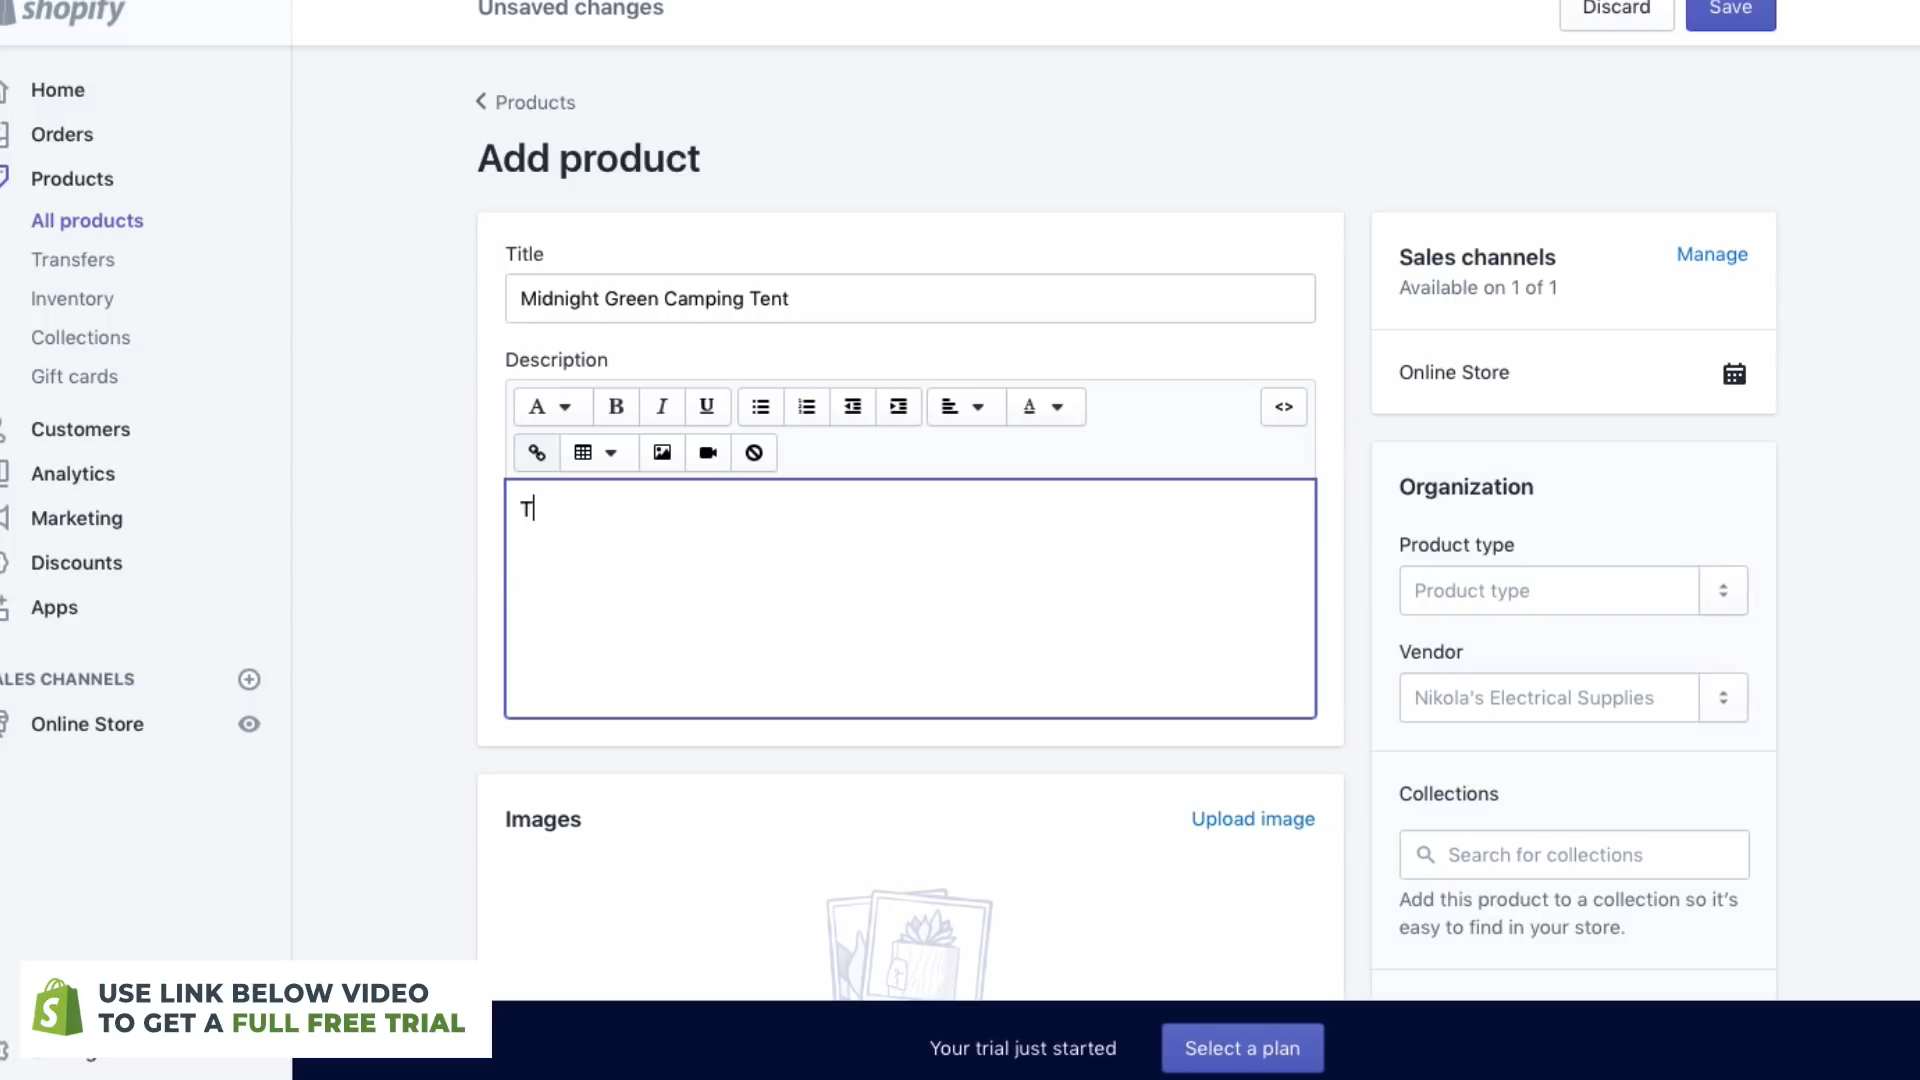 shopify
Unsaved changes
Discard
Save
Home
Orders
Products
All products
Transfers
Inventory
Collections
Gift cards
Customers
Analytics
Marketing
Discounts
Apps
ALES CHANNELS
Online Store
Products
Add product
Title
Midnight Green Camping Tent
Description
A
B
I
U
A
<>
T
Images
Upload image
Sales channels
Manage
Available on 1 of 1
Online Store
Organization
Product type
Product type
Vendor
Nikola's Electrical Supplies
Collections
Search for collections
Add this product to a collection so it's
easy to find in your store.
USE LINK BELOW VIDEO
TO GET A FULL FREE TRIAL
Your trial just started
Select a plan